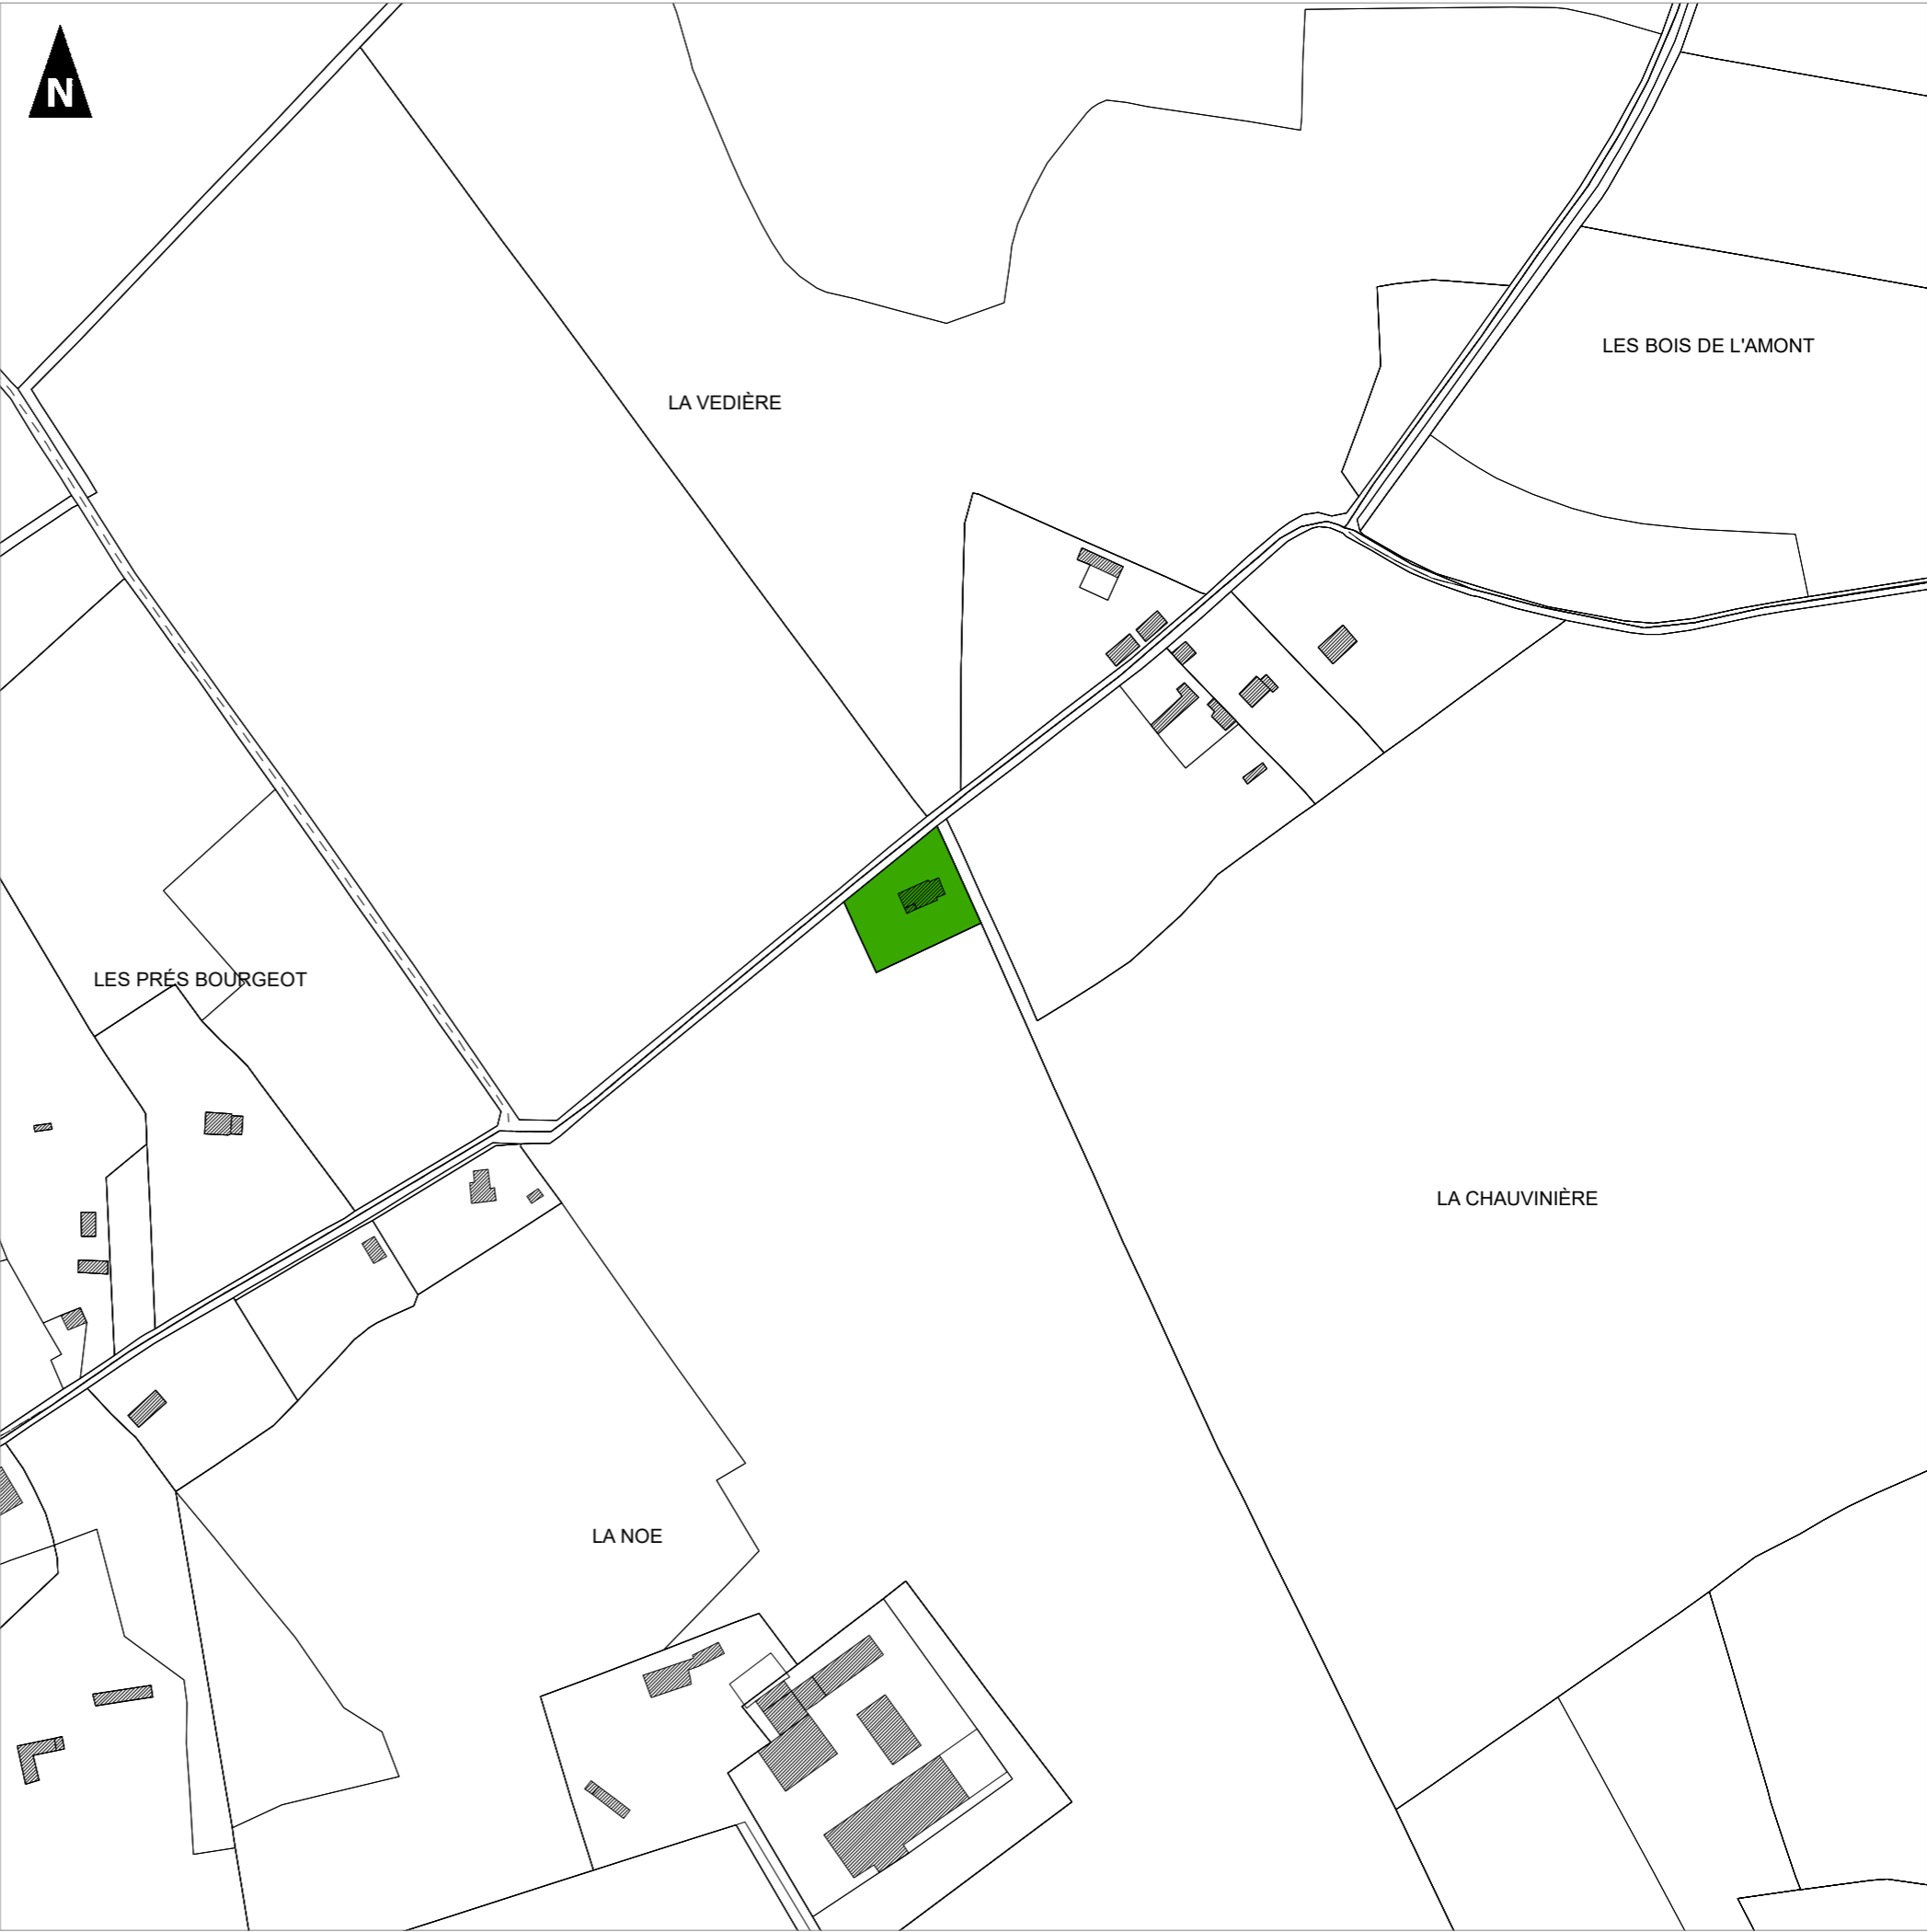 N
LES BOIS DE L'AMONT
LA VEDIÈRE
LES PRÉS BOURGEOT
LA CHAUVINIÈRE
LA NOE